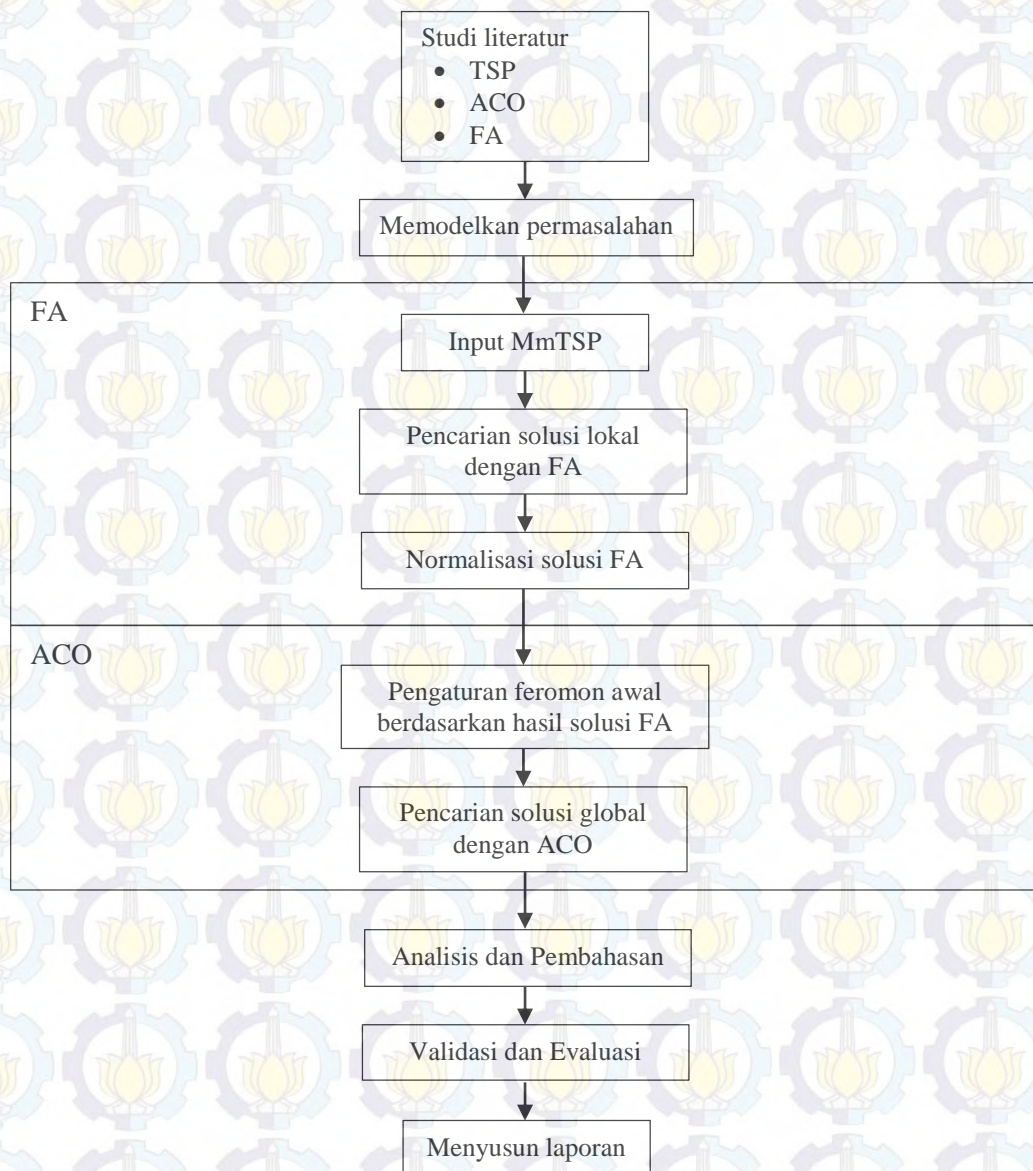 Studi literatur
• TSP
• ACO
• FA
Memodelkan permasalahan
FA
Input MmTSP
Pencarian solusi lokal
dengan FA
Normalisasi solusi FA
ACO
Pengaturan feromon awal
berdasarkan hasil solusi FA
Pencarian solusi global
dengan ACO
Analisis dan Pembahasan
Validasi dan Evaluasi
Menyusun laporan